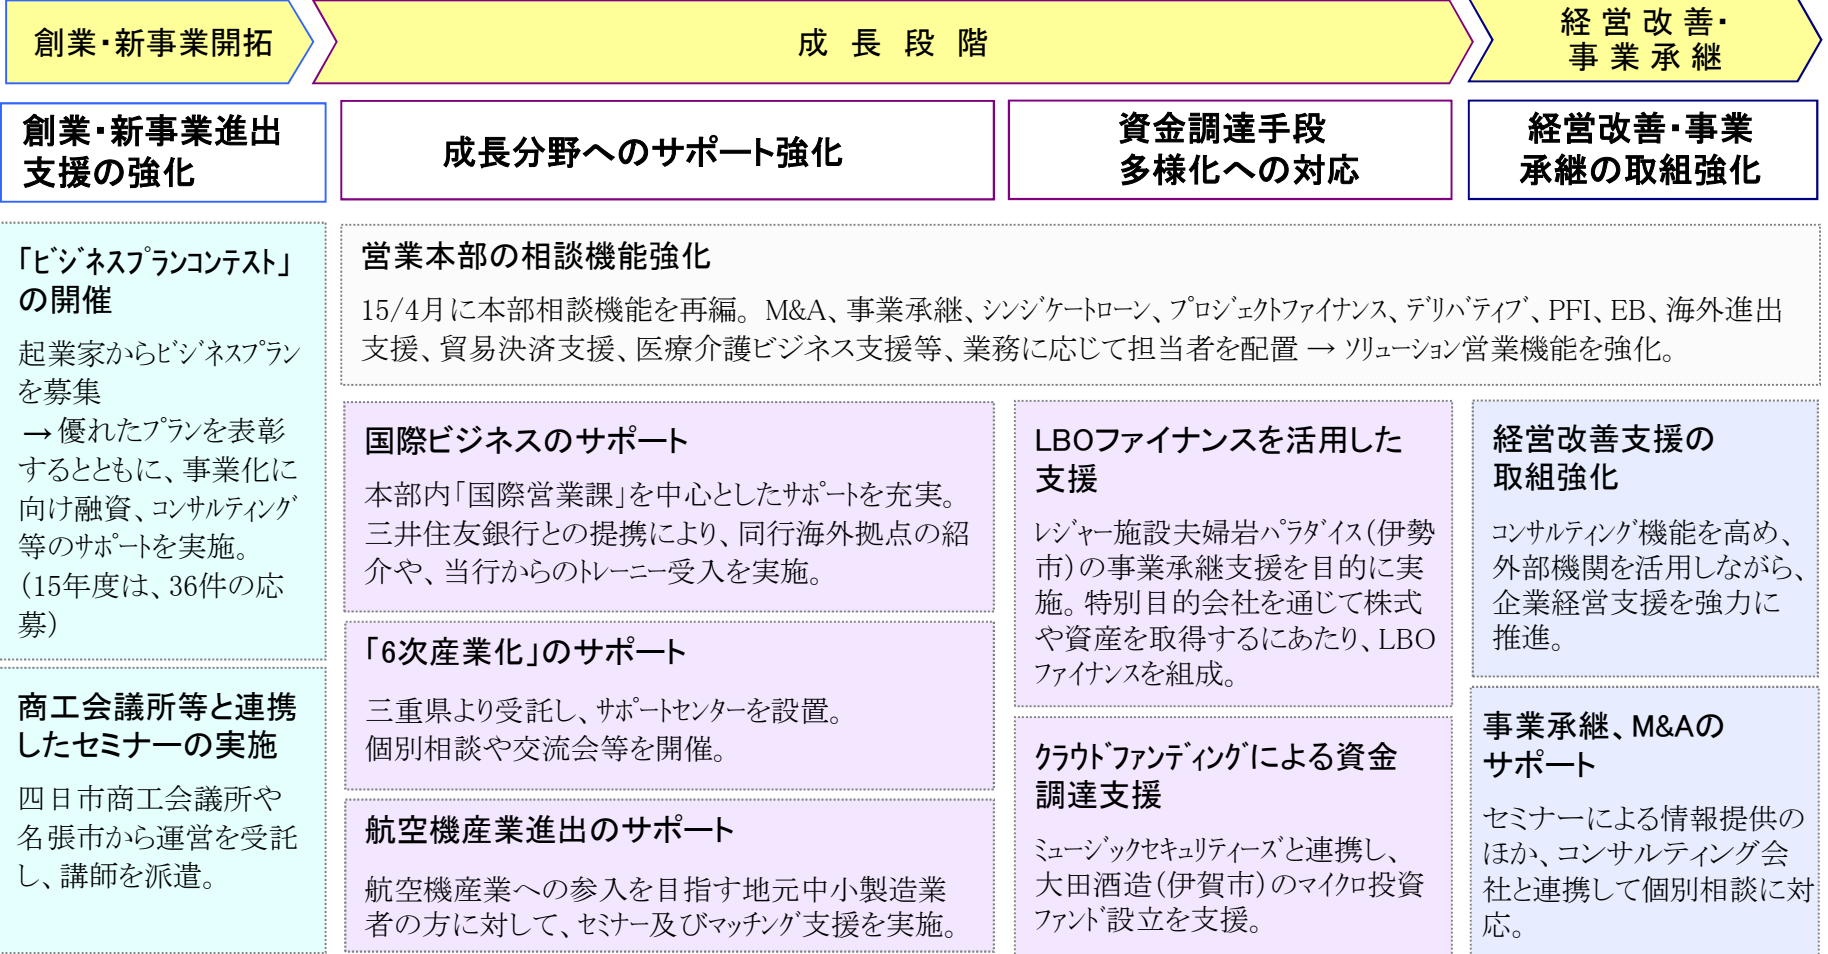 創業・新事業開拓
成長段階
経営改善・
事業承継
創業・新事業進出
支援の強化
成長分野へのサポート強化
資金調達手段
多様化への対応
経営改善・事業
承継の取組強化
「ﾋﾞｼﾞﾈｽﾌﾟﾗﾝｺﾝﾃｽﾄ」
の開催
起業家からﾋﾞｼﾞﾈｽﾌﾟﾗﾝ
を募集
→優れたﾌﾟﾗﾝを表彰
するとともに、事業化に
向け融資、ｺﾝｻﾙﾃｨﾝｸﾞ
等のｻﾎﾟｰﾄを実施。
（15年度は、36件の応
募）
商工会議所等と連携
したセミナーの実施
四日市商工会議所や
名張市から運営を受託
し、講師を派遣。
営業本部の相談機能強化
15/4月に本部相談機能を再編。M&A、事業承継、ｼﾝｼﾞｹｰﾄﾛｰﾝ、ﾌﾟﾛｼﾞｪｸﾄﾌｧｲﾅﾝｽ、ﾃﾞﾘﾊﾞﾃｨﾌﾞ、PFI、EB、海外進出
支援、貿易決済支援、医療介護ビジネス支援等、業務に応じて担当者を配置 → ｿﾘｭｰｼｮﾝ営業機能を強化。
国際ビジネスのサポート
本部内「国際営業課」を中心としたｻﾎﾟｰﾄを充実。
三井住友銀行との提携により、同行海外拠点の紹
介や、当行からのﾄﾚｰﾆｰ受入を実施。
「6次産業化」のサポート
三重県より受託し、ｻﾎﾟｰﾄｾﾝﾀｰを設置。
個別相談や交流会等を開催。
航空機産業進出のサポート
航空機産業への参入を目指す地元中小製造業
者の方に対して、ｾﾐﾅｰ及びﾏｯﾁﾝｸﾞ支援を実施。
LBOファイナンスを活用した
支援
ﾚｼﾞｬｰ施設夫婦岩ﾊﾟﾗﾀﾞｲｽ（伊勢
市）の事業承継支援を目的に実
施。特別目的会社を通じて株式
や資産を取得するにあたり、LBO
ﾌｧｲﾅﾝｽを組成。
ｸﾗｳﾄﾞﾌｧﾝﾃﾞｨﾝｸﾞによる資金
調達支援
ﾐｭｰｼﾞｯｸｾｷｭﾘﾃｨｰｽﾞと連携し、
大田酒造（伊賀市）のﾏｲｸﾛ投資
ﾌｧﾝﾄﾞ設立を支援。
経営改善支援の
取組強化
ｺﾝｻﾙﾃｨﾝｸﾞ機能を高め、
外部機関を活用しながら、
企業経営支援を強力に
推進。
事業承継、M&Aの
サポート
セミナーによる情報提供の
ほか、コンサルティング会
社と連携して個別相談に対
応。